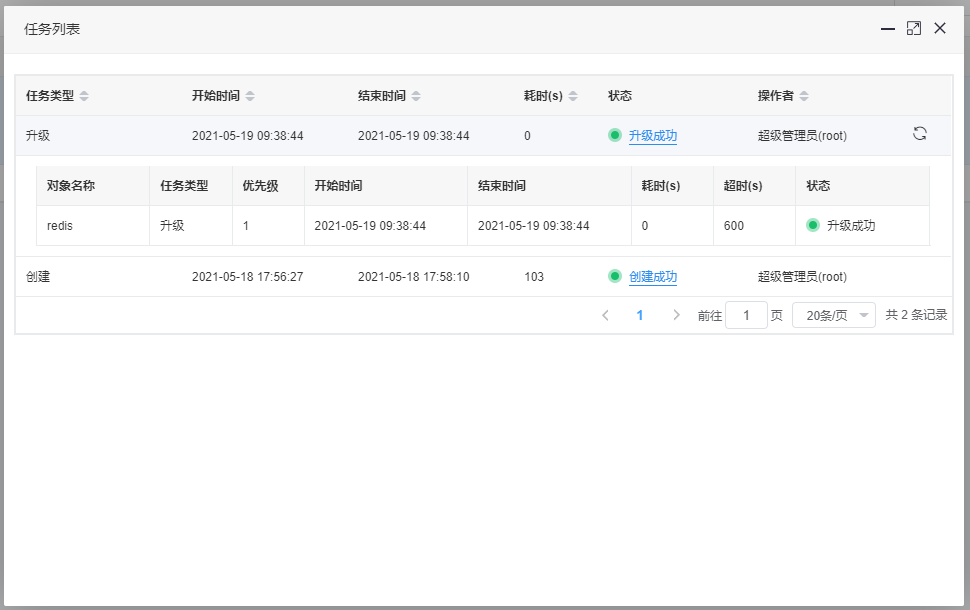 任务列表
任务类型 开始时间 结束时间 耗时(s) 状态 操作者
升级 2021-05-19 09:38:44 2021-05-19 09:38:44 0 升级成功 超级管理员(root)
对象名称 任务类型 优先级 开始时间 结束时间 耗时(s) 超时(s) 状态
redis 升级 1 2021-05-19 09:38:44 2021-05-19 09:38:44 0 600 升级成功
创建 2021-05-18 17:56:27 2021-05-18 17:58:10 103 创建成功 超级管理员(root)
1 前往 1 页 20条/页 共 2 条记录